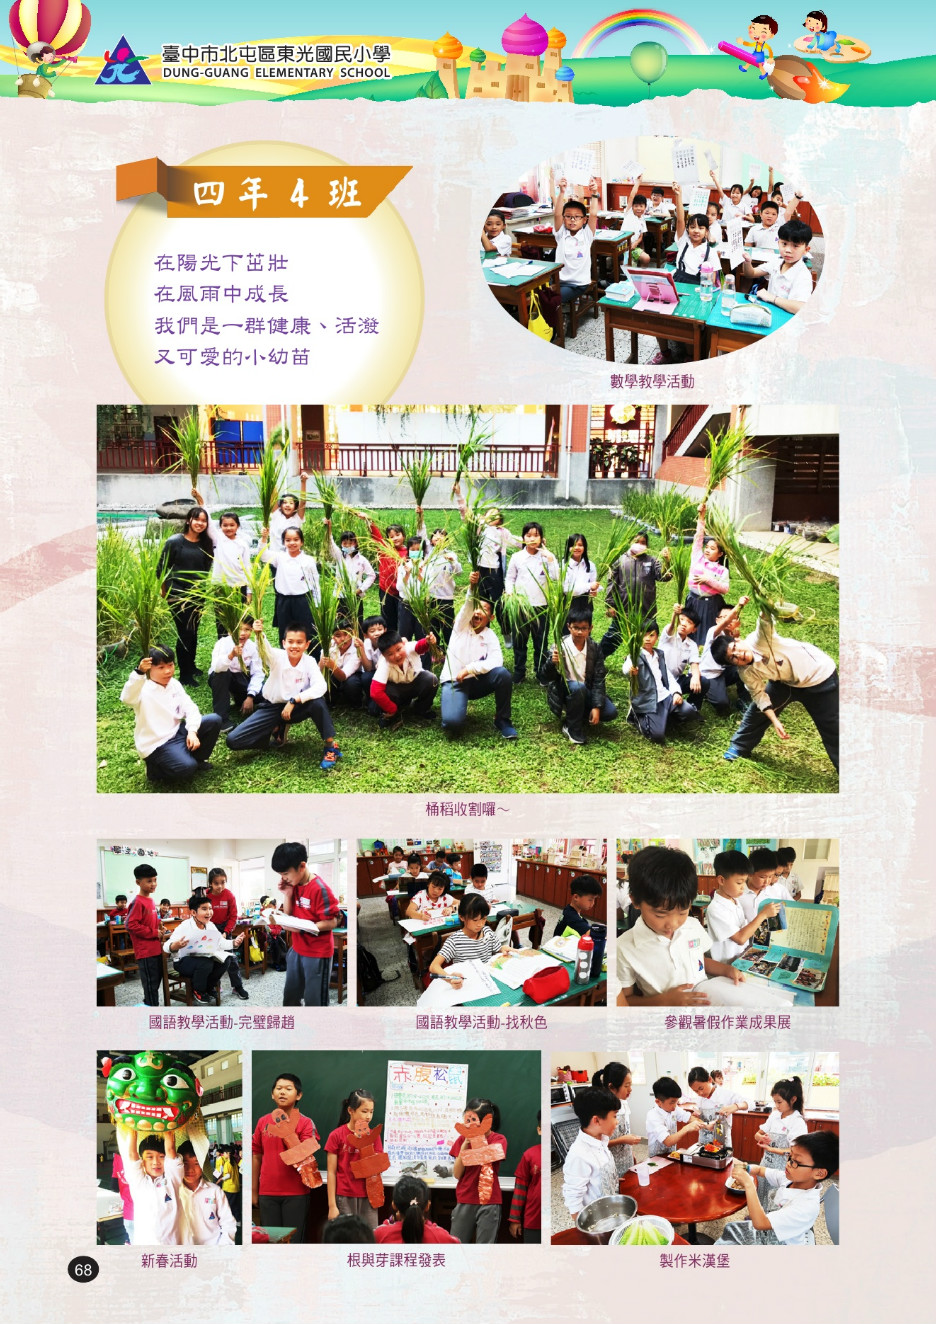 臺中市北屯區東光國民小學
DUNG-GUANG ELEMENTARY SCHOOL
四年4班
在陽光下茁壯
在風雨中成長
我們是一群健康、活潑
又可愛的小幼苗
數學教學活動
桶稻收割囉～
國語教學活動-完璧歸趙
國語教學活動-找秋色
參觀暑假作業成果展
赤腹松鼠
新春活動
根與芽課程發表
製作米漢堡
68